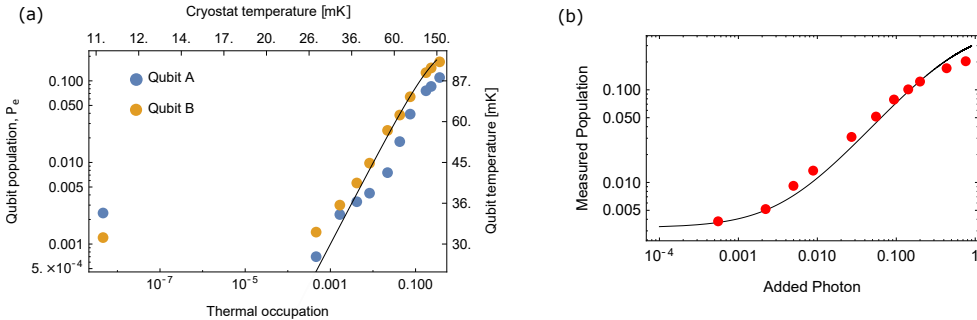 (a)
Cryostat temperature [mK]
11. 12. 14. 17. 20. 26. 36. 60. 150.
Qubit A
Qubit B
0.100
0.050
0.010
0.005
0.001
5. ×10⁻⁴
Qubit population, Pₑ
87.
60.
45.
36.
30.
Qubit temperature [mK]
10⁻⁷ 10⁻⁵ 0.001 0.100
Thermal occupation
(b)
0.100
0.050
0.010
0.005
Measured Population
10⁻⁴ 0.001 0.010 0.100 1
Added Photon